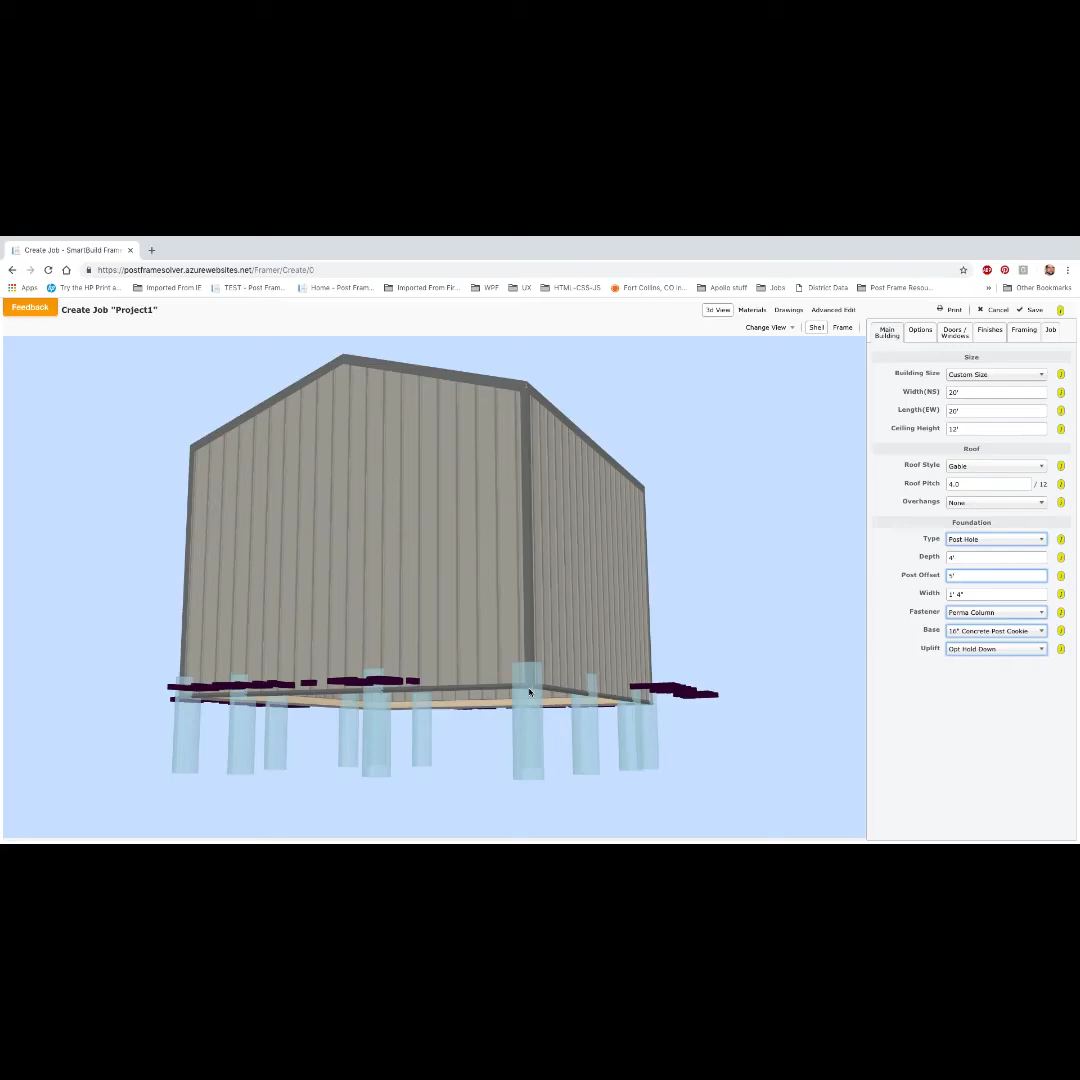 Create Job - SmartBuild Fram
https://postframesolver.azurewebsites.net/Framer/Create/0
Apps Try the HP Print a... Imported From IE TEST - Post Fram... Home - Post Fram... Imported From Fir... WPF UX HTML-CSS-JS Fort Collins, CO in... Apollo stuff Jobs District Data Post Frame Resou... » Other Bookmarks
Feedback Create Job "Project1" 3d View Materials Drawings Advanced Edit Print Cancel Save
Change View Shell Frame
Main Building Options Doors / Windows Finishes Framing Job
Size
Building Size Custom Size
Width(NS) 20'
Length(EW) 20'
Ceiling Height 12'
Roof
Roof Style Gable
Roof Pitch 4.0 / 12
Overhangs None
Foundation
Type Post Hole
Depth 4'
Post Offset 5'
Width 1' 4"
Fastener Perma Column
Base 16" Concrete Post Cookie
Uplift Opt Hold Down